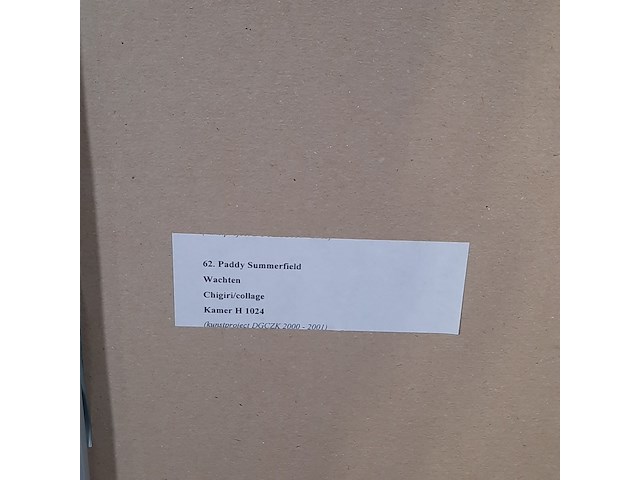 62. Paddy Summerfield
Wachten
Chigiri/collage
Kamer H 1024
(kunstproject DGCZK 2000 - 2001)